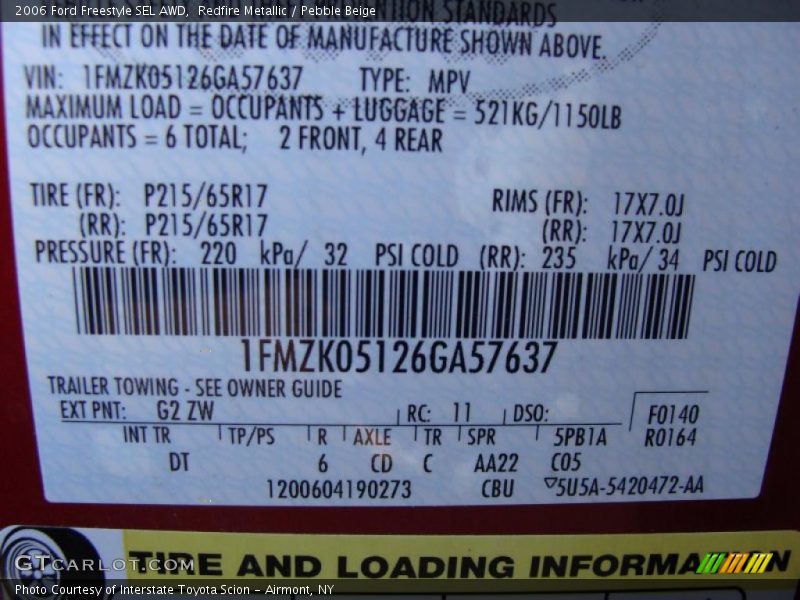 2006 Ford Freestyle SEL AWD,  Redfire Metallic / Pebble Beige
STANDARDS
IN EFFECT ON THE DATE OF MANUFACTURE SHOWN ABOVE.
VIN: 1FMZK05126GA57637 TYPE: MPV
MAXIMUM LOAD = OCCUPANTS + LUGGAGE = 521KG/1150LB
OCCUPANTS = 6 TOTAL; 2 FRONT, 4 REAR
TIRE (FR): P215/65R17 RIMS (FR): 17X7.0J
(RR): P215/65R17 (RR): 17X7.0J
PRESSURE (FR): 220 kPa/ 32 PSI COLD (RR): 235 kPa/ 34 PSI COLD
1FMZK05126GA57637
TRAILER TOWING - SEE OWNER GUIDE
EXT PNT: G2 ZW RC: 11 DSO: F0140
INT TR TP/PS R AXLE TR SPR 5PB1A R0164
DT 6 CD C AA22 C05
1200604190273 CBU ▽5U5A-5420472-AA
TIRE AND LOADING INFORMATION
GTCarLot.com
Photo Courtesy of Interstate Toyota Scion - Airmont, NY